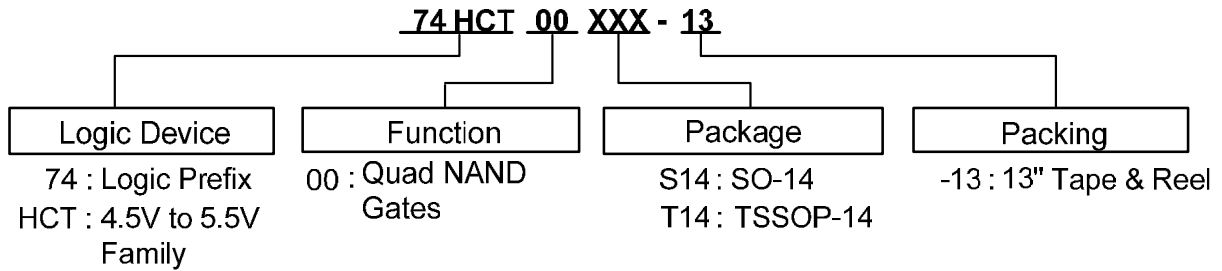 74 HCT 00 XXX - 13
Logic Device
74 : Logic Prefix
HCT : 4.5V to 5.5V
Family
Function
00 : Quad NAND
Gates
Package
S14 : SO-14
T14 : TSSOP-14
Packing
-13 : 13" Tape & Reel